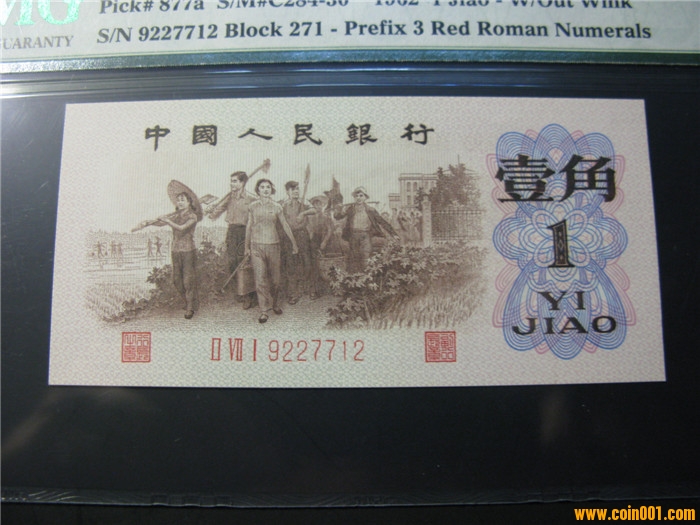 MG
GUARANTY
Pick# 877a S/M#C284-30 1962 1 Jiao - W/Out Wmk
S/N 9227712 Block 271 - Prefix 3 Red Roman Numerals
中國人民銀行
壹角
1
YI
JIAO
II VII I 9227712
www.coin001.com